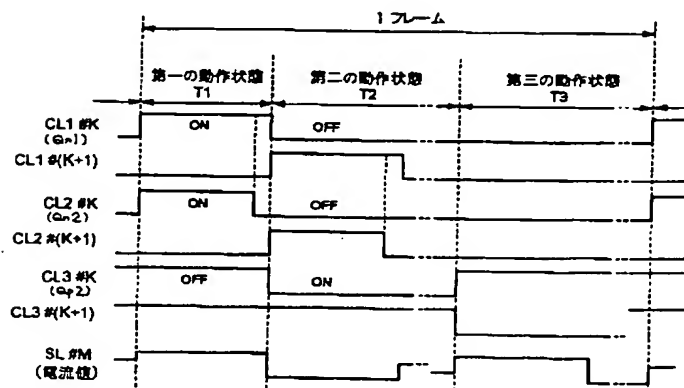 1 フレーム
第一の動作状態 第二の動作状態 第三の動作状態
T1 T2 T3
CL1 #K ON OFF
(Qn1)
CL1 #(K+1)
CL2 #K ON OFF
(Qn2)
CL2 #(K+1)
CL3 #K OFF ON
(Qp2)
CL3 #(K+1)
SL #M
(電流値)